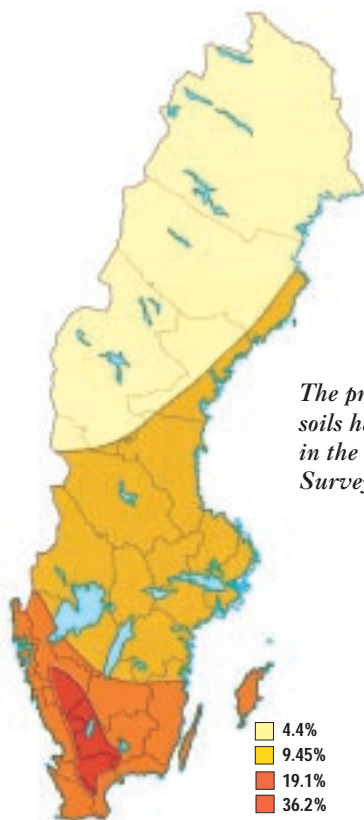 The
soils
in the
Survey
4.4%
9.45%
19.1%
36.2%